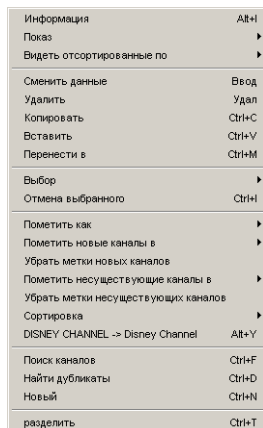 Информация Alt+I
Показ
Видеть отсортированные по
Сменить данные Ввод
Удалить Удал
Копировать Ctrl+C
Вставить Ctrl+V
Перенести в Ctrl+M
Выбор
Отмена выбранного Ctrl+I
Пометить как
Пометить новые каналы в
Убрать метки новых каналов
Пометить несуществующие каналы в
Убрать метки несуществующих каналов
Сортировка
DISNEY CHANNEL -> Disney Channel Alt+Y
Поиск каналов Ctrl+F
Найти дубликаты Ctrl+D
Новый Ctrl+N
разделить Ctrl+T